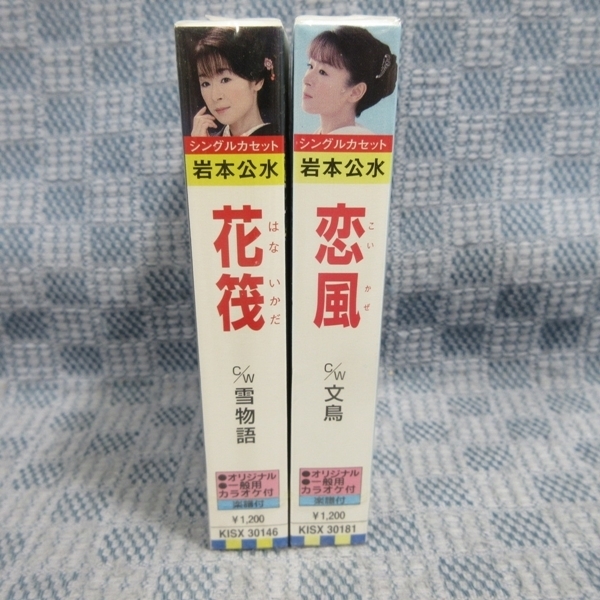 シングルカセット
岩本公水
花筏
はな いかだ
C/W 雪物語
●オリジナル
●一般用
カラオケ付
楽譜付
¥1,200
KISX 30146
シングルカセット
岩本公水
恋風
こい かぜ
C/W 文鳥
●オリジナル
●一般用
カラオケ付
楽譜付
¥1,200
KISX 30181